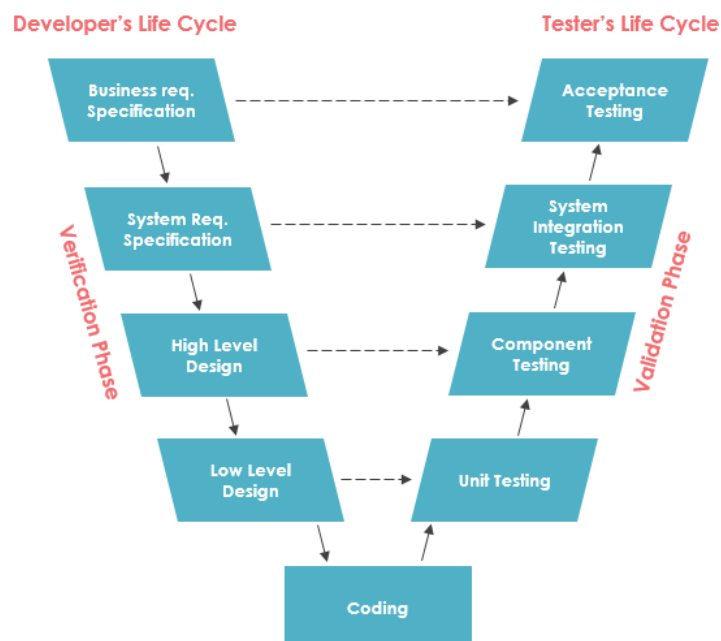 Developer's Life Cycle
Tester's Life Cycle
Business req.
Specification
Acceptance
Testing
System Req.
Specification
System
Integration
Testing
Verification Phase
Validation Phase
High Level
Design
Component
Testing
Low Level
Design
Unit Testing
Coding